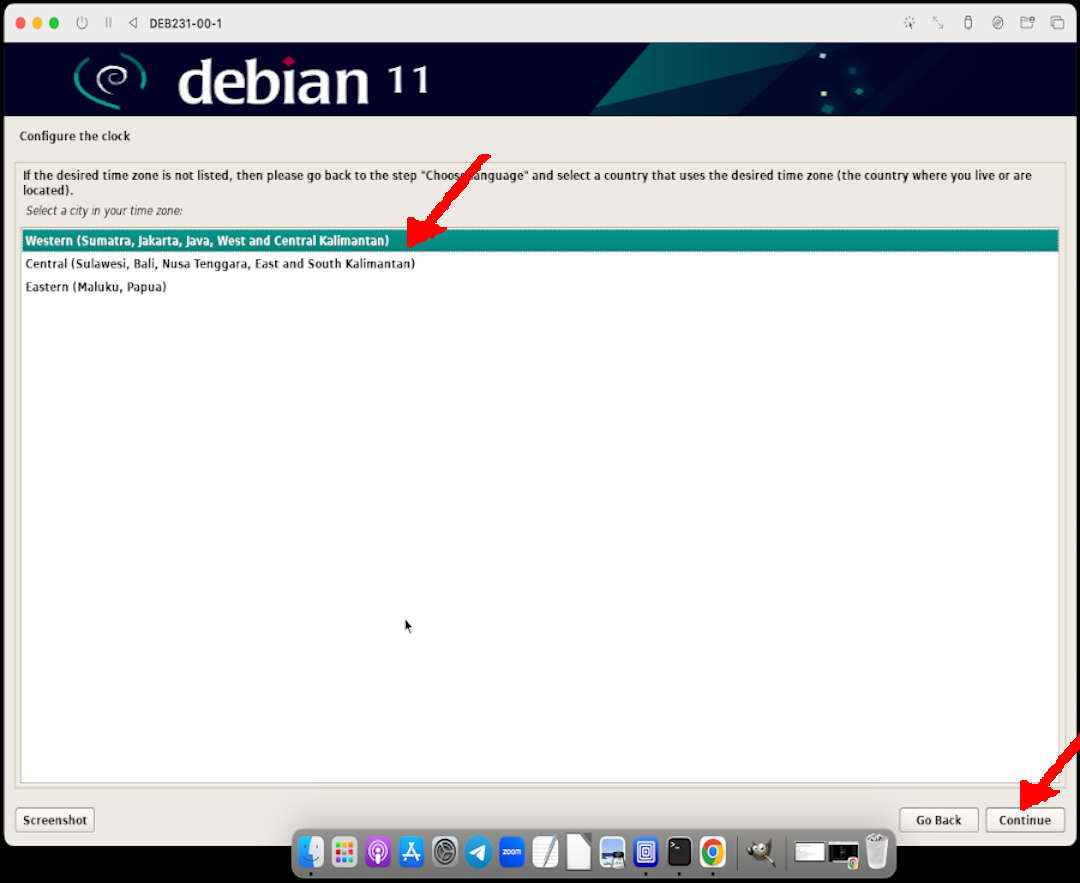 DEB231-00-1
debian 11
Configure the clock
If the desired time zone is not listed, then please go back to the step "Choose language" and select a country that uses the desired time zone (the country where you live or are
located).
Select a city in your time zone:
Western (Sumatra, Jakarta, Java, West and Central Kalimantan)
Central (Sulawesi, Bali, Nusa Tenggara, East and South Kalimantan)
Eastern (Maluku, Papua)
Screenshot
Go Back
Continue
zoom